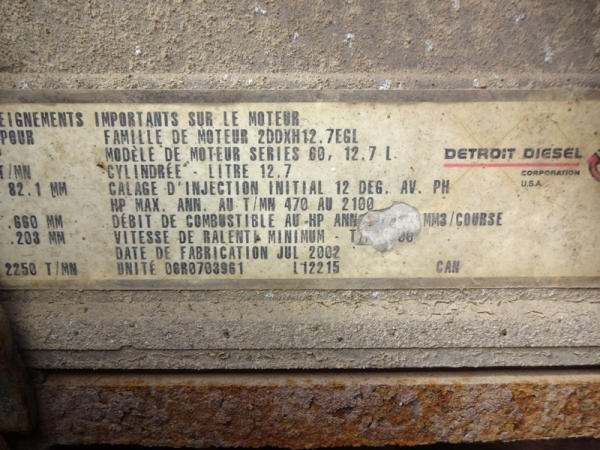 EIGNEMENTS IMPORTANTS SUR LE MOTEUR
POUR FAMILLE DE MOTEUR 2DDXH12.7EGL
MODÈLE DE MOTEUR SERIES 60, 12.7 L
T/MN CYLINDRÉE - LITRE 12.7
82.1 MM CALAGE D'INJECTION INITIAL 12 DEG. AV. PH
HP MAX. ANN. AU T/MN 470 AU 2100
.660 MM DÉBIT DE COMBUSTIBLE AU HP ANN MM3/COURSE
.203 MM VITESSE DE RALENTI MINIMUM -
DATE DE FABRICATION JUL 2002
2250 T/MN UNITÉ 06R0703961 L12215 CAN
DETROIT DIESEL
CORPORATION
U.S.A.